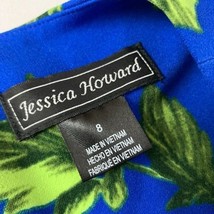 Jessica Howard
8
MADE IN VIETNAM
HECHO EN VIETNAM
FABRIQUE EN VIETNAM